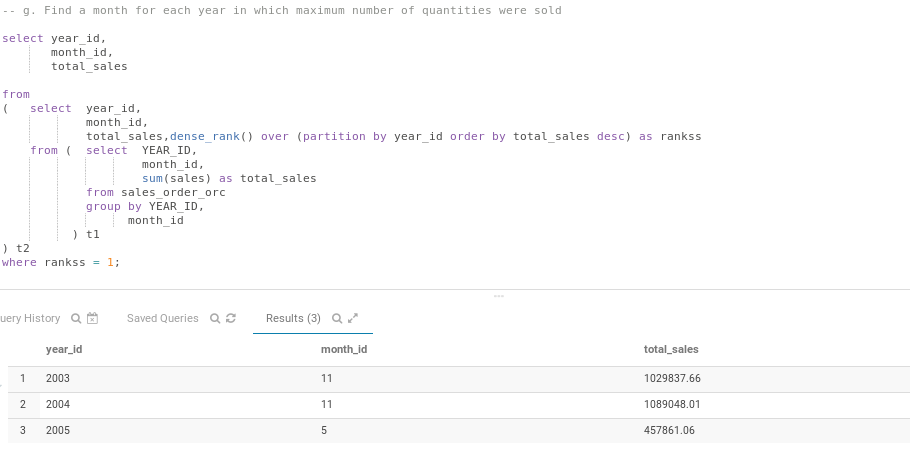 -- g. Find a month for each year in which maximum number of quantities were sold
select year_id,
month_id,
total_sales
from
( select year_id,
month_id,
total_sales,dense_rank() over (partition by year_id order by total_sales desc) as rankss
from ( select YEAR_ID,
month_id,
sum(sales) as total_sales
from sales_order_orc
group by YEAR_ID,
month_id
) t1
) t2
where rankss = 1;
uery History Saved Queries Results (3)
year_id month_id total_sales
1 2003 11 1029837.66
2 2004 11 1089048.01
3 2005 5 457861.06